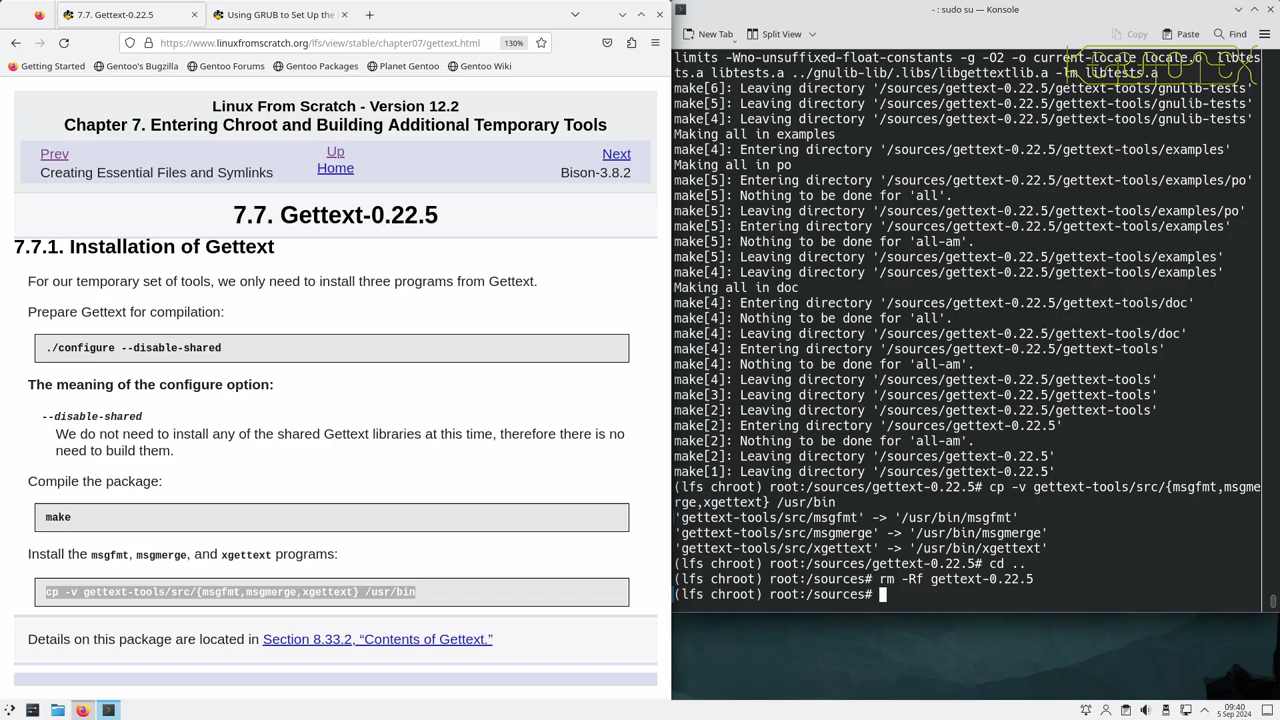 7.7. Gettext-0.22.5
Using GRUB to Set Up the
https://www.linuxfromscratch.org/lfs/view/stable/chapter07/gettext.html
130%
Getting Started
Gentoo's Bugzilla
Gentoo Forums
Gentoo Packages
Planet Gentoo
Gentoo Wiki
Linux From Scratch - Version 12.2
Chapter 7. Entering Chroot and Building Additional Temporary Tools
Prev
Up
Next
Creating Essential Files and Symlinks
Home
Bison-3.8.2
7.7. Gettext-0.22.5
7.7.1. Installation of Gettext
For our temporary set of tools, we only need to install three programs from Gettext.
Prepare Gettext for compilation:
./configure --disable-shared
The meaning of the configure option:
--disable-shared
We do not need to install any of the shared Gettext libraries at this time, therefore there is no
need to build them.
Compile the package:
make
Install the msgfmt, msgmerge, and xgettext programs:
cp -v gettext-tools/src/{msgfmt,msgmerge,xgettext} /usr/bin
Details on this package are located in Section 8.33.2, “Contents of Gettext.”
- : sudo su — Konsole
New Tab
Split View
Copy
Paste
Find
limits -Wno-unsuffixed-float-constants -g -O2 -o current-locale locale.o libtes
ts.a libtests.a ../gnulib-lib/.libs/libgettextlib.a -lm libtests.a
make[6]: Leaving directory '/sources/gettext-0.22.5/gettext-tools/gnulib-tests'
make[5]: Leaving directory '/sources/gettext-0.22.5/gettext-tools/gnulib-tests'
make[4]: Leaving directory '/sources/gettext-0.22.5/gettext-tools/gnulib-tests'
Making all in examples
make[4]: Entering directory '/sources/gettext-0.22.5/gettext-tools/examples'
Making all in po
make[5]: Entering directory '/sources/gettext-0.22.5/gettext-tools/examples/po'
make[5]: Nothing to be done for 'all'.
make[5]: Leaving directory '/sources/gettext-0.22.5/gettext-tools/examples/po'
make[5]: Entering directory '/sources/gettext-0.22.5/gettext-tools/examples'
make[5]: Nothing to be done for 'all-am'.
make[5]: Leaving directory '/sources/gettext-0.22.5/gettext-tools/examples'
make[4]: Leaving directory '/sources/gettext-0.22.5/gettext-tools/examples'
Making all in doc
make[4]: Entering directory '/sources/gettext-0.22.5/gettext-tools/doc'
make[4]: Nothing to be done for 'all'.
make[4]: Leaving directory '/sources/gettext-0.22.5/gettext-tools/doc'
make[4]: Entering directory '/sources/gettext-0.22.5/gettext-tools'
make[4]: Nothing to be done for 'all-am'.
make[4]: Leaving directory '/sources/gettext-0.22.5/gettext-tools'
make[3]: Leaving directory '/sources/gettext-0.22.5/gettext-tools'
make[2]: Leaving directory '/sources/gettext-0.22.5/gettext-tools'
make[2]: Entering directory '/sources/gettext-0.22.5'
make[2]: Nothing to be done for 'all-am'.
make[2]: Leaving directory '/sources/gettext-0.22.5'
make[1]: Leaving directory '/sources/gettext-0.22.5'
(lfs chroot) root:/sources/gettext-0.22.5# cp -v gettext-tools/src/{msgfmt,msgme
rge,xgettext} /usr/bin
'gettext-tools/src/msgfmt' -> '/usr/bin/msgfmt'
'gettext-tools/src/msgmerge' -> '/usr/bin/msgmerge'
'gettext-tools/src/xgettext' -> '/usr/bin/xgettext'
(lfs chroot) root:/sources/gettext-0.22.5# cd ..
(lfs chroot) root:/sources# rm -Rf gettext-0.22.5
(lfs chroot) root:/sources#
09:40
5 Sep 2024